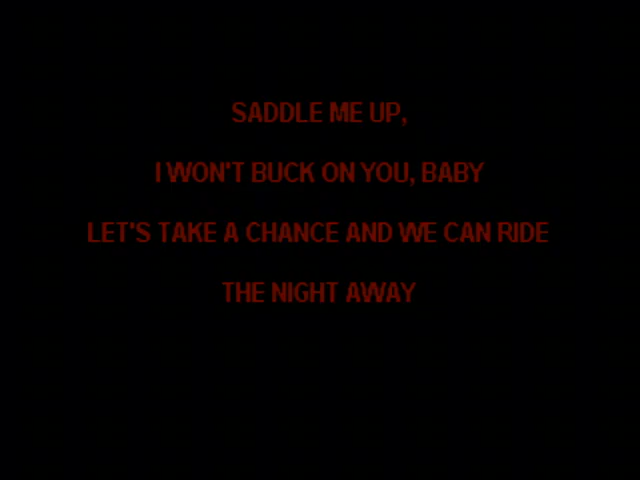 SADDLE ME UP,
I WON'T BUCK ON YOU, BABY
LET'S TAKE A CHANCE AND WE CAN RIDE
THE NIGHT AWAY